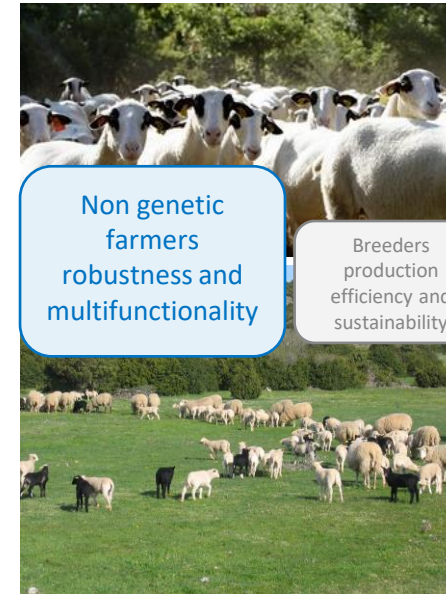 Non genetic
farmers
robustness and
multifunctionality
Breeders
production
efficiency and
sustainability